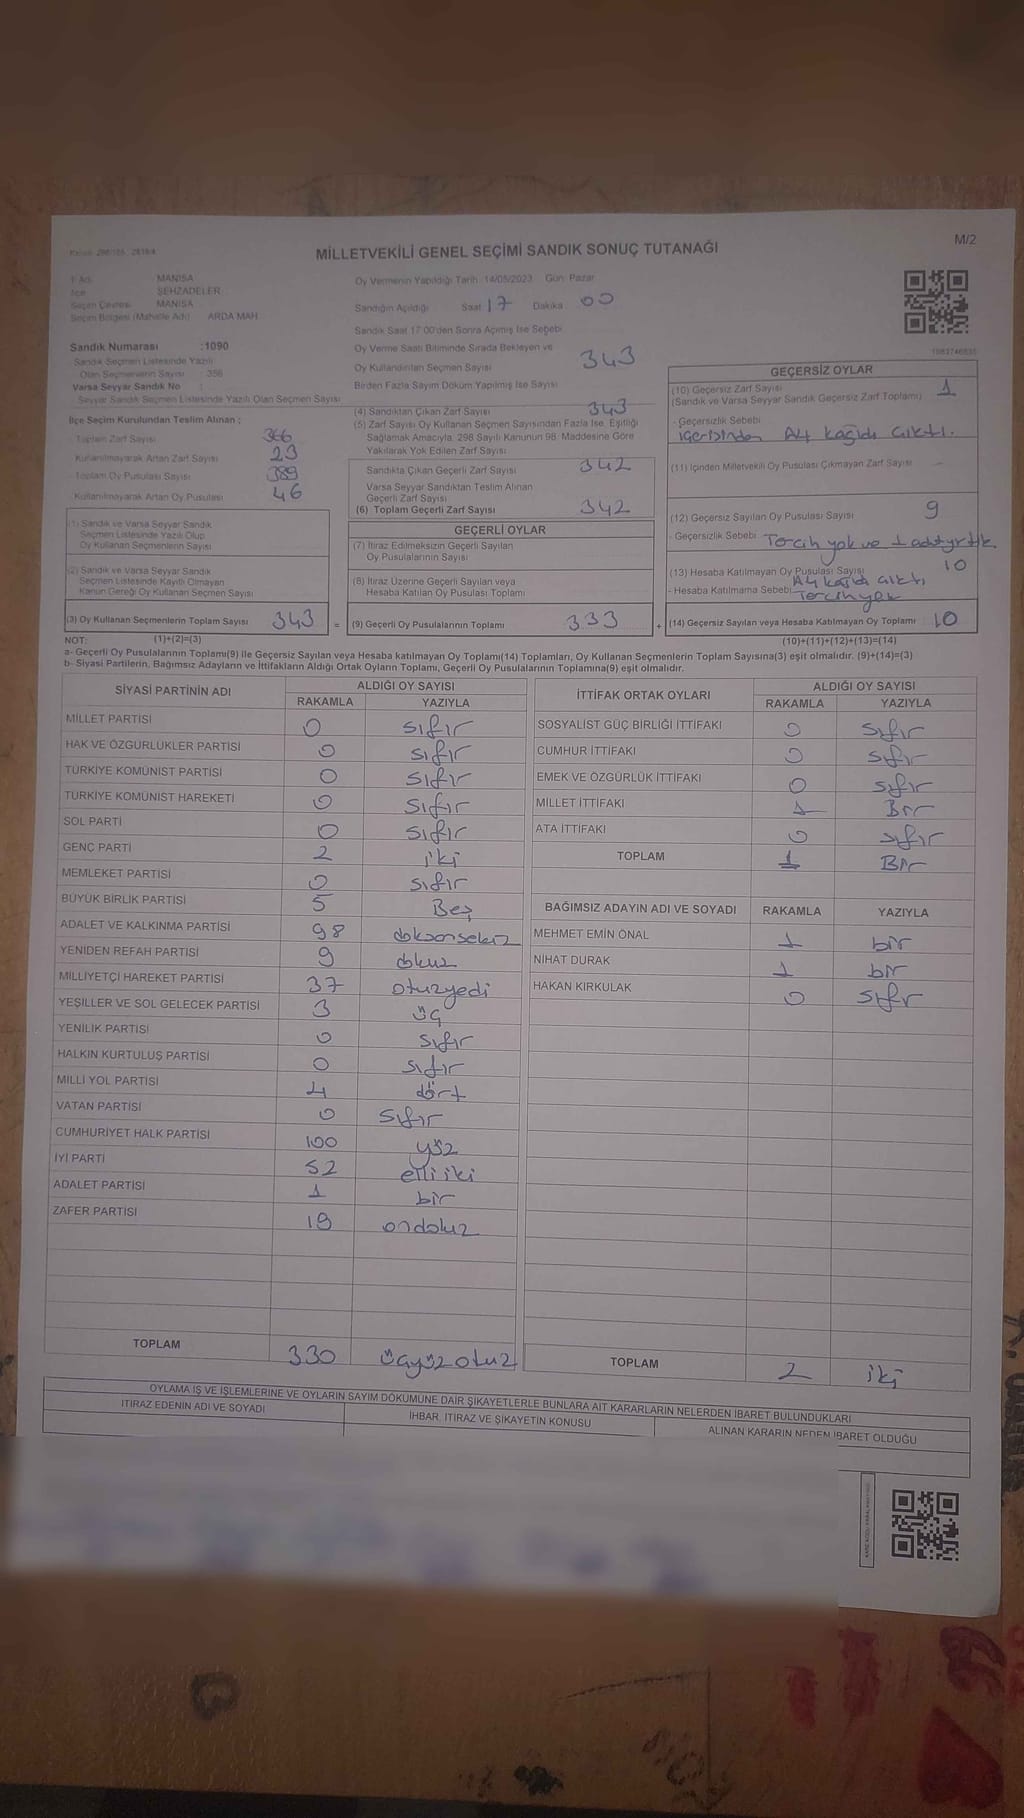 MİLLETVEKİLİ GENEL SEÇİMİ SANDIK SONUÇ TUTANAĞI
M/2
MANİSA
ŞEHZADELER
MANİSA
Seçim Bölgesi (Mahalle Adı) ARDA MAH.
Oy Vermenin Yapıldığı Tarih :14/05/2023 Gün: Pazar
Sandığın Açıldığı Saat 17 Dakika 00
Sandık Saat 17:00'den Sonra Açılmış İse Sebebi
Sandık Numarası :1090
Sandık Seçmen Listesinde Yazılı
Olan Seçmenlerin Sayısı : 358
Varsa Seyyar Sandık No :
Seyyar Sandık Seçmen Listesinde Yazılı Olan Seçmen Sayısı
Oy Verme Saati Bitiminde Sırada Bekleyen ve
Oy Kullandırılan Seçmen Sayısı 343
Birden Fazla Sayım Döküm Yapılmış İse Sayısı
İlçe Seçim Kurulundan Teslim Alınan ;
Toplam Zarf Sayısı 366
Kullanılmayarak Artan Zarf Sayısı 23
Toplam Oy Pusulası Sayısı 389
Kullanılmayarak Artan Oy Pusulası 46
(4) Sandıktan Çıkan Zarf Sayısı 343
(5) Zarf Sayısı Oy Kullanan Seçmen Sayısından Fazla İse, Eşitliği
Sağlamak Amacıyla, 298 Sayılı Kanunun 98. Maddesine Göre
Yakılarak Yok Edilen Zarf Sayısı
Sandıkta Çıkan Geçerli Zarf Sayısı 342
Varsa Seyyar Sandıktan Teslim Alınan
Geçerli Zarf Sayısı
(6) Toplam Geçerli Zarf Sayısı 342
GEÇERSİZ OYLAR
(10) Geçersiz Zarf Sayısı 1
(Sandık ve Varsa Seyyar Sandık Geçersiz Zarf Toplamı)
- Geçersizlik Sebebi
içerisinden A4 kağıdı çıktı.
(11) İçinden Milletvekili Oy Pusulası Çıkmayan Zarf Sayısı -
(12) Geçersiz Sayılan Oy Pusulası Sayısı 9
- Geçersizlik Sebebi Tercih yok ve 1 adet yırtık
(13) Hesaba Katılmayan Oy Pusulası Sayısı 10
- Hesaba Katılmama Sebebi A4 kağıdı çıktı
Tercih yok
(1) Sandık ve Varsa Seyyar Sandık
Seçmen Listesinde Yazılı Olup
Oy Kullanan Seçmenlerin Sayısı
(2) Sandık ve Varsa Seyyar Sandık
Seçmen Listesinde Kayıtlı Olmayan
Kanun Gereği Oy Kullanan Seçmen Sayısı
GEÇERLİ OYLAR
(7) İtiraz Edilmeksizin Geçerli Sayılan
Oy Pusulalarının Sayısı
(8) İtiraz Üzerine Geçerli Sayılan veya
Hesaba Katılan Oy Pusulası Toplamı
(3) Oy Kullanan Seçmenlerin Toplam Sayısı 343 = (9) Geçerli Oy Pusulalarının Toplamı 333 + (14) Geçersiz Sayılan veya Hesaba Katılmayan Oy Toplamı 10
NOT: (1)+(2)=(3) (10)+(11)+(12)+(13)=(14)
a- Geçerli Oy Pusulalarının Toplamı(9) ile Geçersiz Sayılan veya Hesaba katılmayan Oy Toplamı(14) Toplamları, Oy Kullanan Seçmenlerin Toplam Sayısına(3) eşit olmalıdır. (9)+(14)=(3)
b- Siyasi Partilerin, Bağımsız Adayların ve İttifakların Aldığı Ortak Oyların Toplamı, Geçerli Oy Pusulalarının Toplamına(9) eşit olmalıdır.
SİYASİ PARTİNİN ADI ALDIĞI OY SAYISI
RAKAMLA YAZIYLA
MİLLET PARTİSİ 0 sıfır
HAK VE ÖZGÜRLÜKLER PARTİSİ 0 sıfır
TÜRKİYE KOMÜNİST PARTİSİ 0 sıfır
TÜRKİYE KOMÜNİST HAREKETİ 0 sıfır
SOL PARTİ 0 sıfır
GENÇ PARTİ 2 iki
MEMLEKET PARTİSİ 0 sıfır
BÜYÜK BİRLİK PARTİSİ 5 Beş
ADALET VE KALKINMA PARTİSİ 98 doksansekiz
YENİDEN REFAH PARTİSİ 9 dokuz
MİLLİYETÇİ HAREKET PARTİSİ 37 otuzyedi
YEŞİLLER VE SOL GELECEK PARTİSİ 3 üç
YENİLİK PARTİSİ 0 sıfır
HALKIN KURTULUŞ PARTİSİ 0 sıfır
MİLLİ YOL PARTİSİ 4 dört
VATAN PARTİSİ 0 sıfır
CUMHURİYET HALK PARTİSİ 100 yüz
İYİ PARTİ 52 elli iki
ADALET PARTİSİ 1 bir
ZAFER PARTİSİ 19 ondokuz
TOPLAM 330 üçyüz otuz
İTTİFAK ORTAK OYLARI ALDIĞI OY SAYISI
RAKAMLA YAZIYLA
SOSYALİST GÜÇ BİRLİĞİ İTTİFAKI 0 sıfır
CUMHUR İTTİFAKI 0 sıfır
EMEK VE ÖZGÜRLÜK İTTİFAKI 0 sıfır
MİLLET İTTİFAKI 1 Bir
ATA İTTİFAKI 0 sıfır
TOPLAM 1 Bir
BAĞIMSIZ ADAYIN ADI VE SOYADI RAKAMLA YAZIYLA
MEHMET EMİN ÖNAL 1 bir
NİHAT DURAK 1 bir
HAKAN KIRKULAK 0 sıfır
TOPLAM 2 iki
OYLAMA İŞ VE İŞLEMLERİNE VE OYLARIN SAYIM DÖKÜMÜNE DAİR ŞİKAYETLERLE BUNLARA AİT KARARLARIN NELERDEN İBARET BULUNDUKLARI
İTİRAZ EDENİN ADI VE SOYADI İHBAR, İTİRAZ VE ŞİKAYETİN KONUSU ALINAN KARARIN NEDEN İBARET OLDUĞU